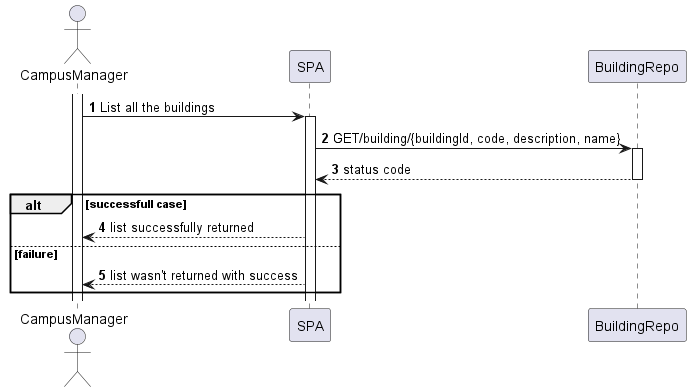 CampusManager
SPA
BuildingRepo
1 List all the buildings
2 GET/building/{buildingId, code, description, name}
3 status code
alt [successfull case]
4 list successfully returned
[failure]
5 list wasn't returned with success
CampusManager
SPA
BuildingRepo